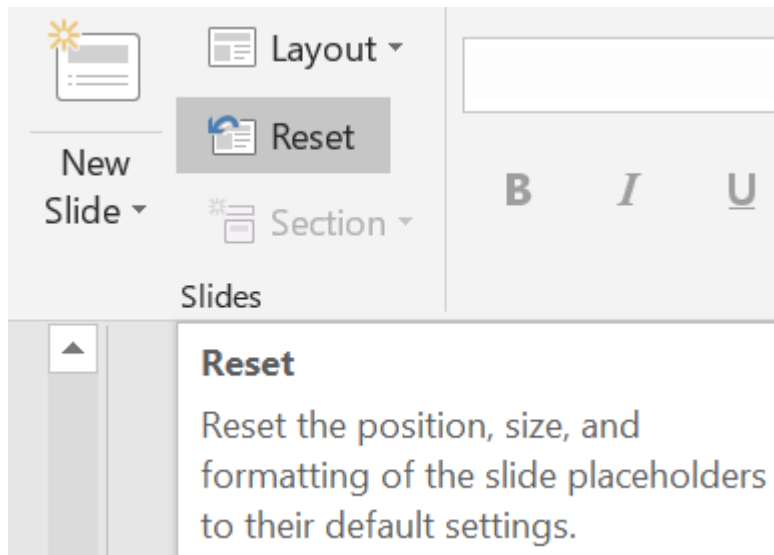 New
Slide
Layout
Reset
Section
Slides
B I U
Reset
Reset the position, size, and
formatting of the slide placeholders
to their default settings.